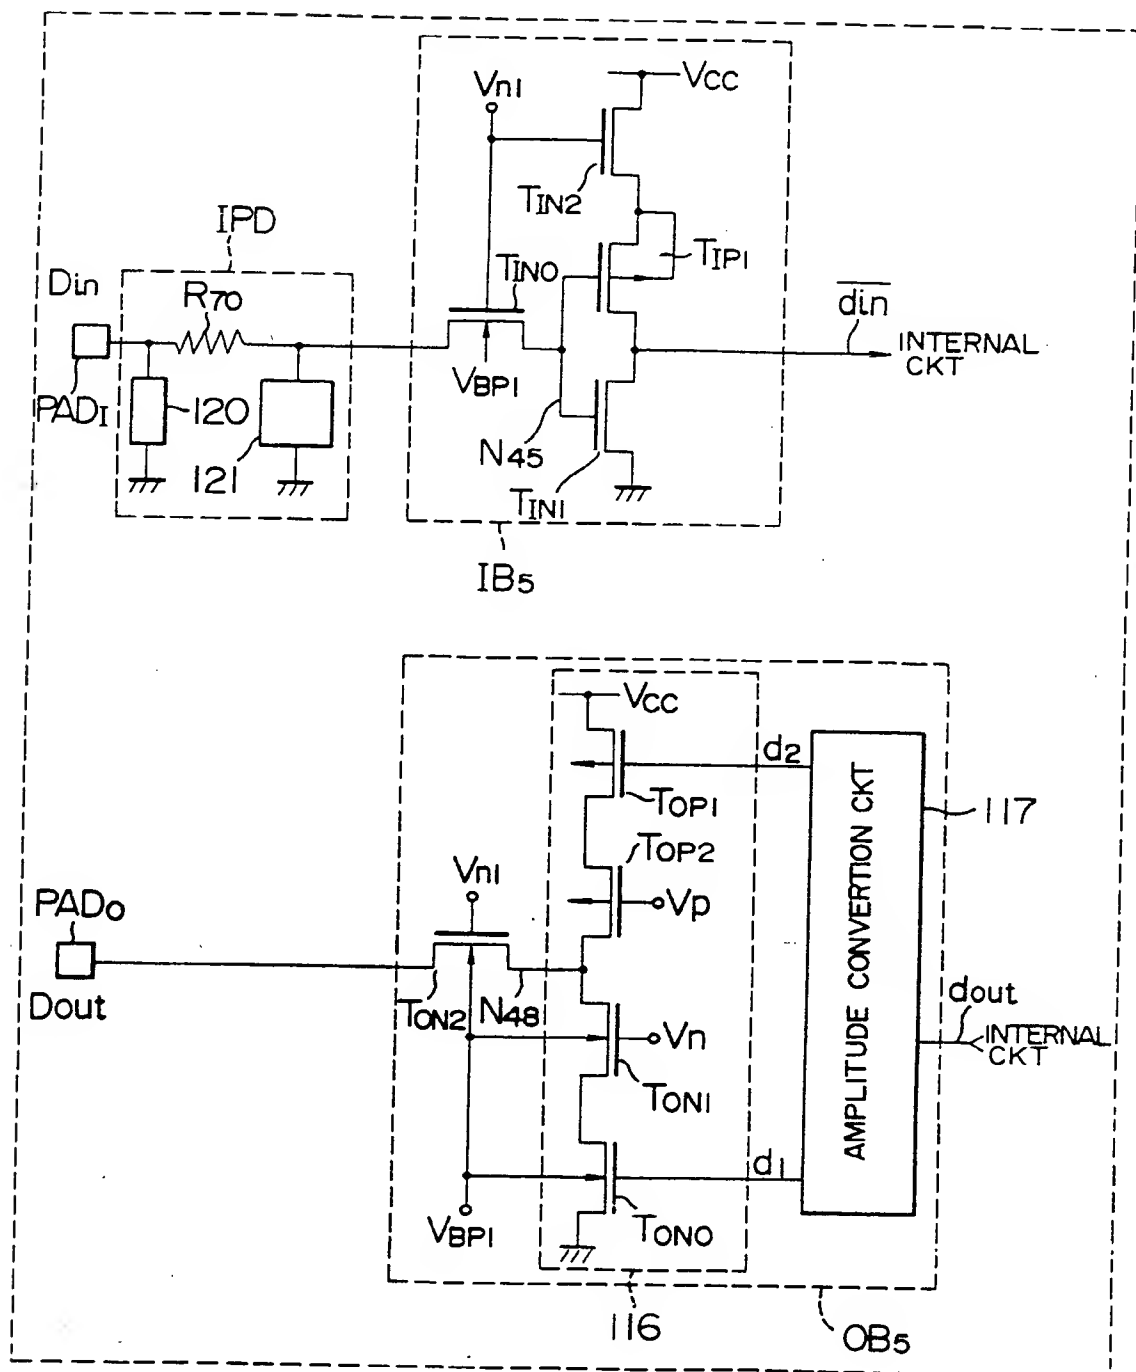 Vn1
VCC
TIN2
IPD
TIP1
Din
R70
TIN0
din
INTERNAL
CKT
VBP1
PADI
120
121
N45
TIN1
IB5
VCC
d2
TOP1
117
TOP2
Vn1
Vp
PADO
AMPLITUDE CONVERTION CKT
Dout
TON2
N48
Vn
dout
INTERNAL
CKT
TON1
d1
VBP1
TON0
116
OB5